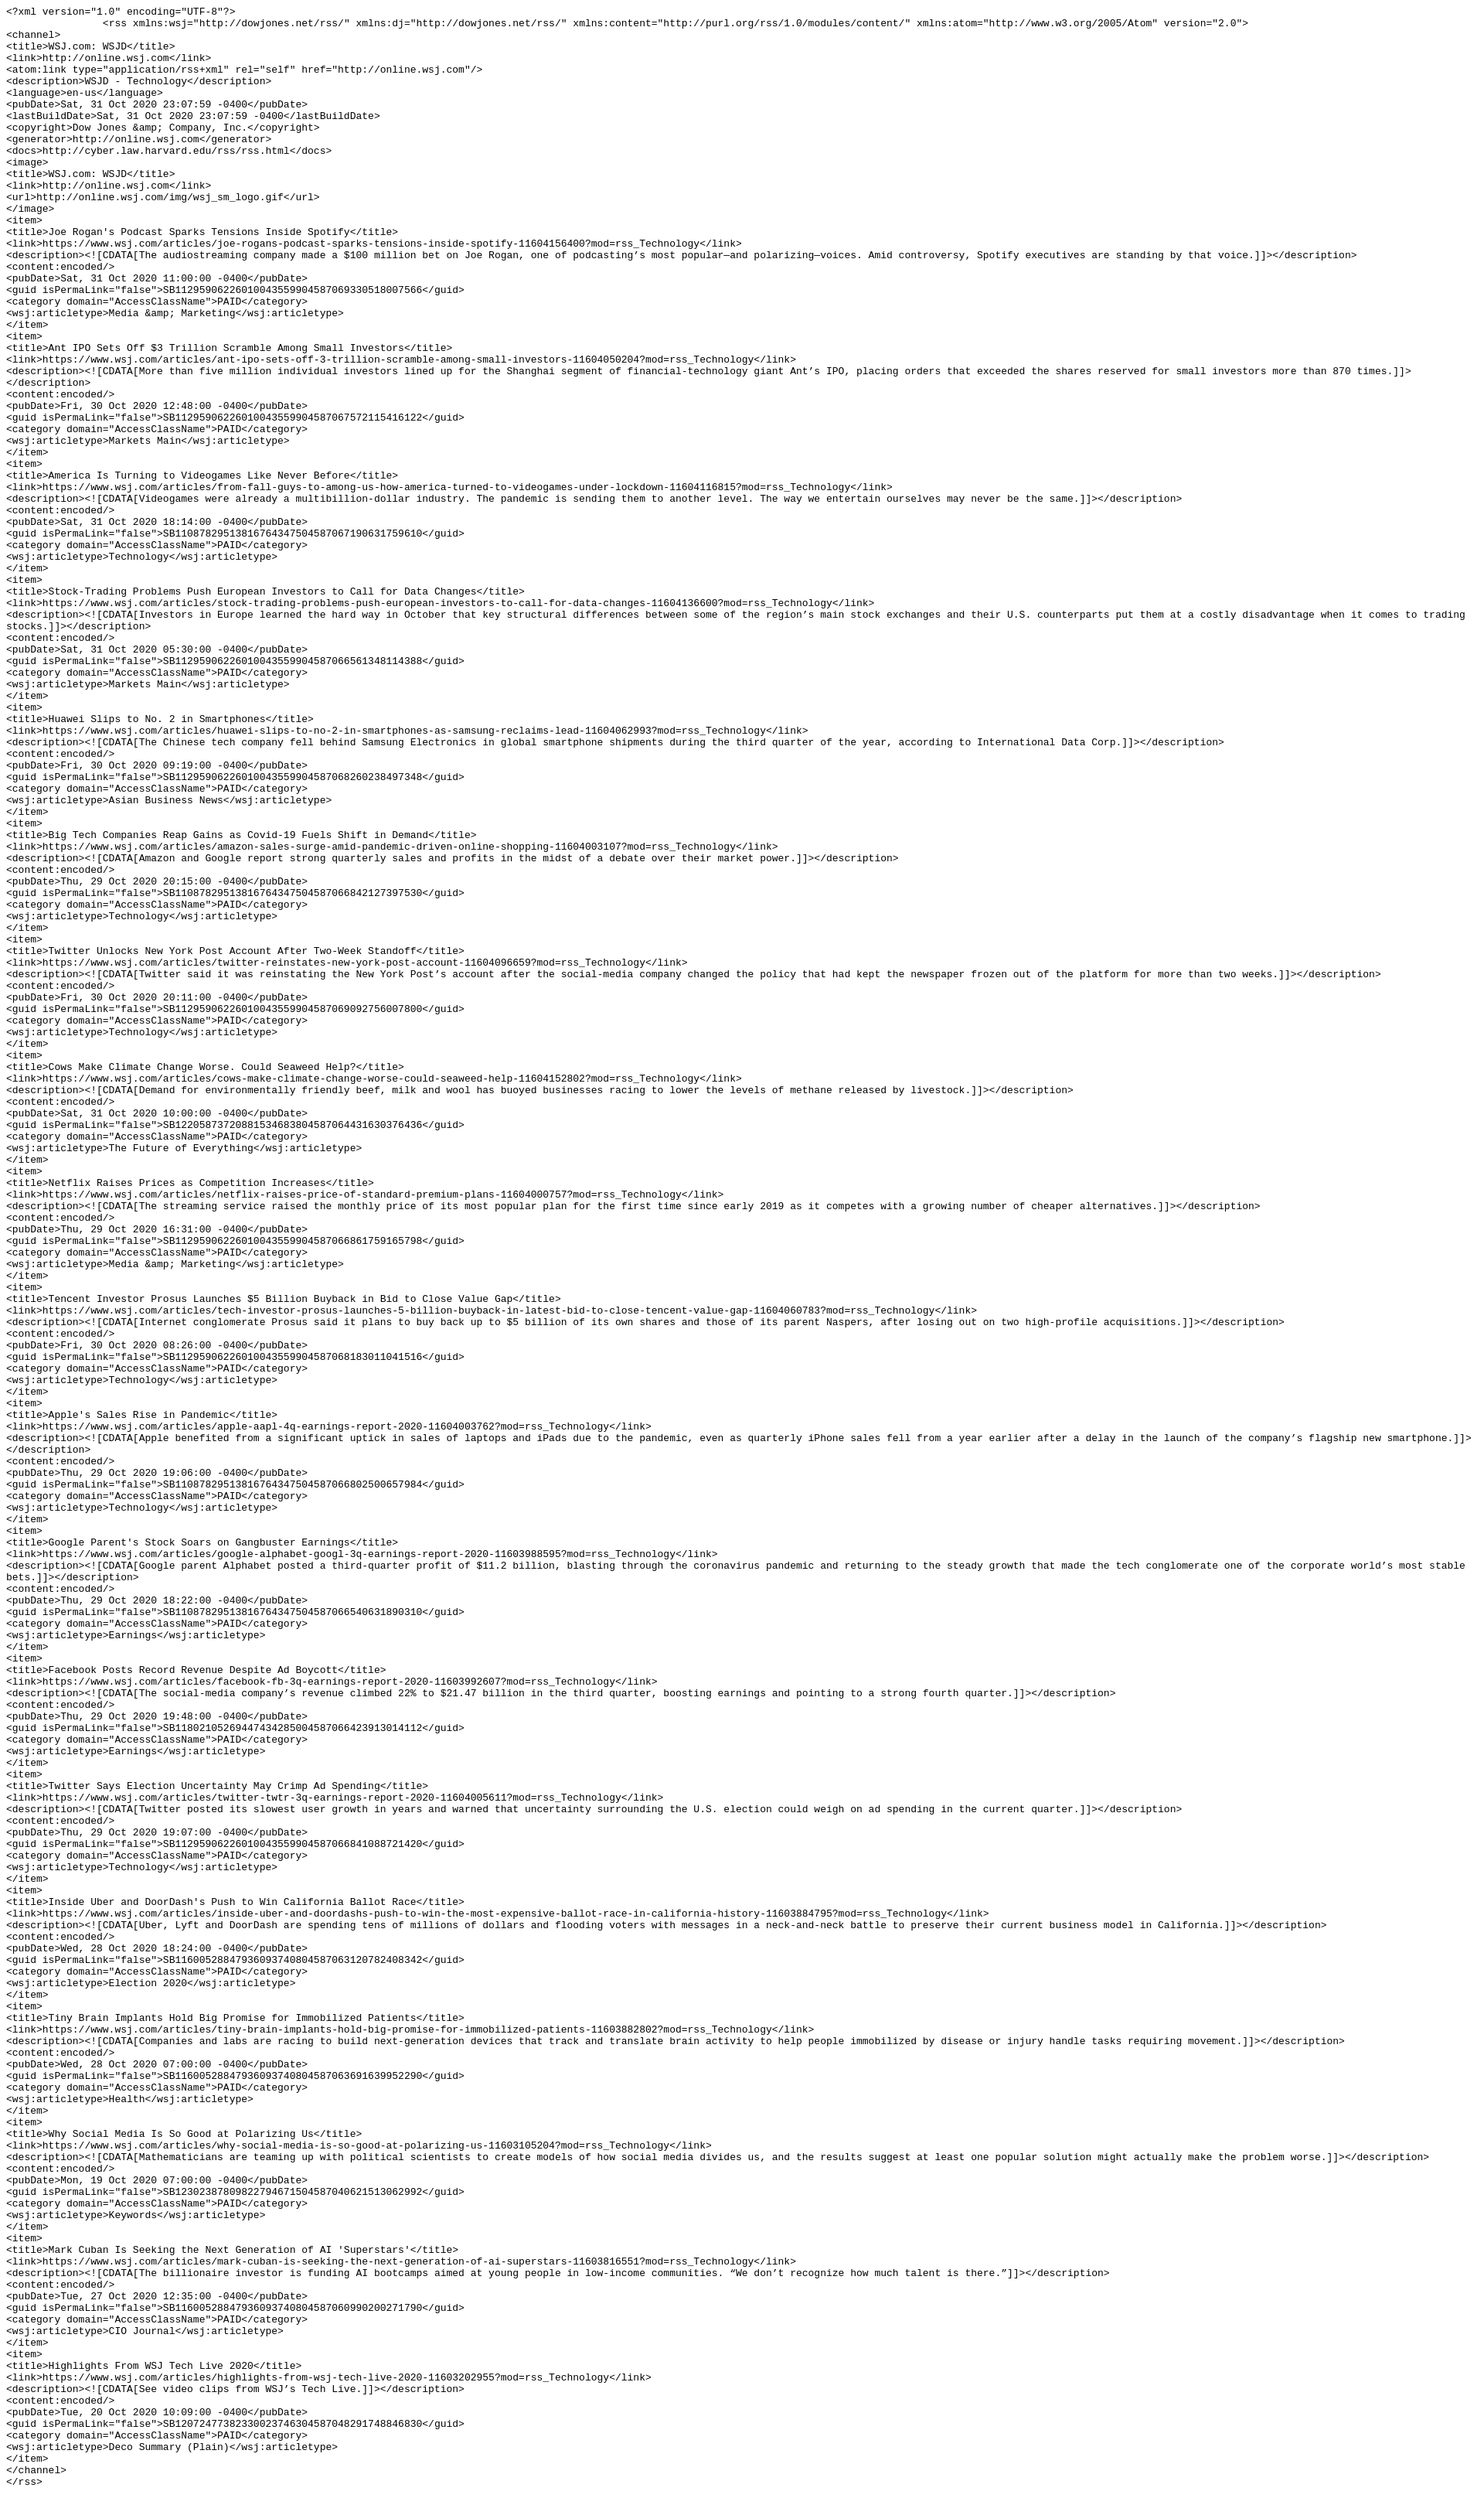 <?xml version="1.0" encoding="UTF-8"?>
<rss xmlns:wsj="http://dowjones.net/rss/" xmlns:dj="http://dowjones.net/rss/" xmlns:content="http://purl.org/rss/1.0/modules/content/" xmlns:atom="http://www.w3.org/2005/Atom" version="2.0">
<channel>
<title>WSJ.com: WSJD</title>
<link>http://online.wsj.com</link>
<atom:link type="application/rss+xml" rel="self" href="http://online.wsj.com"/>
<description>WSJD - Technology</description>
<language>en-us</language>
<pubDate>Sat, 31 Oct 2020 23:07:59 -0400</pubDate>
<lastBuildDate>Sat, 31 Oct 2020 23:07:59 -0400</lastBuildDate>
<copyright>Dow Jones &amp; Company, Inc.</copyright>
<generator>http://online.wsj.com</generator>
<docs>http://cyber.law.harvard.edu/rss/rss.html</docs>
<image>
<title>WSJ.com: WSJD</title>
<link>http://online.wsj.com</link>
<url>http://online.wsj.com/img/wsj_sm_logo.gif</url>
</image>
<item>
<title>Joe Rogan's Podcast Sparks Tensions Inside Spotify</title>
<link>https://www.wsj.com/articles/joe-rogans-podcast-sparks-tensions-inside-spotify-11604156400?mod=rss_Technology</link>
<description><![CDATA[The audiostreaming company made a $100 million bet on Joe Rogan, one of podcasting’s most popular—and polarizing—voices. Amid controversy, Spotify executives are standing by that voice.]]></description>
<content:encoded/>
<pubDate>Sat, 31 Oct 2020 11:00:00 -0400</pubDate>
<guid isPermaLink="false">SB11295906226010043559904587069330518007566</guid>
<category domain="AccessClassName">PAID</category>
<wsj:articletype>Media &amp; Marketing</wsj:articletype>
</item>
<item>
<title>Ant IPO Sets Off $3 Trillion Scramble Among Small Investors</title>
<link>https://www.wsj.com/articles/ant-ipo-sets-off-3-trillion-scramble-among-small-investors-11604050204?mod=rss_Technology</link>
<description><![CDATA[More than five million individual investors lined up for the Shanghai segment of financial-technology giant Ant’s IPO, placing orders that exceeded the shares reserved for small investors more than 870 times.]]>
</description>
<content:encoded/>
<pubDate>Fri, 30 Oct 2020 12:48:00 -0400</pubDate>
<guid isPermaLink="false">SB11295906226010043559904587067572115416122</guid>
<category domain="AccessClassName">PAID</category>
<wsj:articletype>Markets Main</wsj:articletype>
</item>
<item>
<title>America Is Turning to Videogames Like Never Before</title>
<link>https://www.wsj.com/articles/from-fall-guys-to-among-us-how-america-turned-to-videogames-under-lockdown-11604116815?mod=rss_Technology</link>
<description><![CDATA[Videogames were already a multibillion-dollar industry. The pandemic is sending them to another level. The way we entertain ourselves may never be the same.]]></description>
<content:encoded/>
<pubDate>Sat, 31 Oct 2020 18:14:00 -0400</pubDate>
<guid isPermaLink="false">SB11087829513816764347504587067190631759610</guid>
<category domain="AccessClassName">PAID</category>
<wsj:articletype>Technology</wsj:articletype>
</item>
<item>
<title>Stock-Trading Problems Push European Investors to Call for Data Changes</title>
<link>https://www.wsj.com/articles/stock-trading-problems-push-european-investors-to-call-for-data-changes-11604136600?mod=rss_Technology</link>
<description><![CDATA[Investors in Europe learned the hard way in October that key structural differences between some of the region’s main stock exchanges and their U.S. counterparts put them at a costly disadvantage when it comes to trading
stocks.]]></description>
<content:encoded/>
<pubDate>Sat, 31 Oct 2020 05:30:00 -0400</pubDate>
<guid isPermaLink="false">SB11295906226010043559904587066561348114388</guid>
<category domain="AccessClassName">PAID</category>
<wsj:articletype>Markets Main</wsj:articletype>
</item>
<item>
<title>Huawei Slips to No. 2 in Smartphones</title>
<link>https://www.wsj.com/articles/huawei-slips-to-no-2-in-smartphones-as-samsung-reclaims-lead-11604062993?mod=rss_Technology</link>
<description><![CDATA[The Chinese tech company fell behind Samsung Electronics in global smartphone shipments during the third quarter of the year, according to International Data Corp.]]></description>
<content:encoded/>
<pubDate>Fri, 30 Oct 2020 09:19:00 -0400</pubDate>
<guid isPermaLink="false">SB11295906226010043559904587068260238497348</guid>
<category domain="AccessClassName">PAID</category>
<wsj:articletype>Asian Business News</wsj:articletype>
</item>
<item>
<title>Big Tech Companies Reap Gains as Covid-19 Fuels Shift in Demand</title>
<link>https://www.wsj.com/articles/amazon-sales-surge-amid-pandemic-driven-online-shopping-11604003107?mod=rss_Technology</link>
<description><![CDATA[Amazon and Google report strong quarterly sales and profits in the midst of a debate over their market power.]]></description>
<content:encoded/>
<pubDate>Thu, 29 Oct 2020 20:15:00 -0400</pubDate>
<guid isPermaLink="false">SB11087829513816764347504587066842127397530</guid>
<category domain="AccessClassName">PAID</category>
<wsj:articletype>Technology</wsj:articletype>
</item>
<item>
<title>Twitter Unlocks New York Post Account After Two-Week Standoff</title>
<link>https://www.wsj.com/articles/twitter-reinstates-new-york-post-account-11604096659?mod=rss_Technology</link>
<description><![CDATA[Twitter said it was reinstating the New York Post’s account after the social-media company changed the policy that had kept the newspaper frozen out of the platform for more than two weeks.]]></description>
<content:encoded/>
<pubDate>Fri, 30 Oct 2020 20:11:00 -0400</pubDate>
<guid isPermaLink="false">SB11295906226010043559904587069092756007800</guid>
<category domain="AccessClassName">PAID</category>
<wsj:articletype>Technology</wsj:articletype>
</item>
<item>
<title>Cows Make Climate Change Worse. Could Seaweed Help?</title>
<link>https://www.wsj.com/articles/cows-make-climate-change-worse-could-seaweed-help-11604152802?mod=rss_Technology</link>
<description><![CDATA[Demand for environmentally friendly beef, milk and wool has buoyed businesses racing to lower the levels of methane released by livestock.]]></description>
<content:encoded/>
<pubDate>Sat, 31 Oct 2020 10:00:00 -0400</pubDate>
<guid isPermaLink="false">SB12205873720881534683804587064431630376436</guid>
<category domain="AccessClassName">PAID</category>
<wsj:articletype>The Future of Everything</wsj:articletype>
</item>
<item>
<title>Netflix Raises Prices as Competition Increases</title>
<link>https://www.wsj.com/articles/netflix-raises-price-of-standard-premium-plans-11604000757?mod=rss_Technology</link>
<description><![CDATA[The streaming service raised the monthly price of its most popular plan for the first time since early 2019 as it competes with a growing number of cheaper alternatives.]]></description>
<content:encoded/>
<pubDate>Thu, 29 Oct 2020 16:31:00 -0400</pubDate>
<guid isPermaLink="false">SB11295906226010043559904587066861759165798</guid>
<category domain="AccessClassName">PAID</category>
<wsj:articletype>Media &amp; Marketing</wsj:articletype>
</item>
<item>
<title>Tencent Investor Prosus Launches $5 Billion Buyback in Bid to Close Value Gap</title>
<link>https://www.wsj.com/articles/tech-investor-prosus-launches-5-billion-buyback-in-latest-bid-to-close-tencent-value-gap-11604060783?mod=rss_Technology</link>
<description><![CDATA[Internet conglomerate Prosus said it plans to buy back up to $5 billion of its own shares and those of its parent Naspers, after losing out on two high-profile acquisitions.]]></description>
<content:encoded/>
<pubDate>Fri, 30 Oct 2020 08:26:00 -0400</pubDate>
<guid isPermaLink="false">SB11295906226010043559904587068183011041516</guid>
<category domain="AccessClassName">PAID</category>
<wsj:articletype>Technology</wsj:articletype>
</item>
<item>
<title>Apple's Sales Rise in Pandemic</title>
<link>https://www.wsj.com/articles/apple-aapl-4q-earnings-report-2020-11604003762?mod=rss_Technology</link>
<description><![CDATA[Apple benefited from a significant uptick in sales of laptops and iPads due to the pandemic, even as quarterly iPhone sales fell from a year earlier after a delay in the launch of the company’s flagship new smartphone.]]>
</description>
<content:encoded/>
<pubDate>Thu, 29 Oct 2020 19:06:00 -0400</pubDate>
<guid isPermaLink="false">SB11087829513816764347504587066802500657984</guid>
<category domain="AccessClassName">PAID</category>
<wsj:articletype>Technology</wsj:articletype>
</item>
<item>
<title>Google Parent's Stock Soars on Gangbuster Earnings</title>
<link>https://www.wsj.com/articles/google-alphabet-googl-3q-earnings-report-2020-11603988595?mod=rss_Technology</link>
<description><![CDATA[Google parent Alphabet posted a third-quarter profit of $11.2 billion, blasting through the coronavirus pandemic and returning to the steady growth that made the tech conglomerate one of the corporate world’s most stable
bets.]]></description>
<content:encoded/>
<pubDate>Thu, 29 Oct 2020 18:22:00 -0400</pubDate>
<guid isPermaLink="false">SB11087829513816764347504587066540631890310</guid>
<category domain="AccessClassName">PAID</category>
<wsj:articletype>Earnings</wsj:articletype>
</item>
<item>
<title>Facebook Posts Record Revenue Despite Ad Boycott</title>
<link>https://www.wsj.com/articles/facebook-fb-3q-earnings-report-2020-11603992607?mod=rss_Technology</link>
<description><![CDATA[The social-media company’s revenue climbed 22% to $21.47 billion in the third quarter, boosting earnings and pointing to a strong fourth quarter.]]></description>
<content:encoded/>
<pubDate>Thu, 29 Oct 2020 19:48:00 -0400</pubDate>
<guid isPermaLink="false">SB11802105269447434285004587066423913014112</guid>
<category domain="AccessClassName">PAID</category>
<wsj:articletype>Earnings</wsj:articletype>
</item>
<item>
<title>Twitter Says Election Uncertainty May Crimp Ad Spending</title>
<link>https://www.wsj.com/articles/twitter-twtr-3q-earnings-report-2020-11604005611?mod=rss_Technology</link>
<description><![CDATA[Twitter posted its slowest user growth in years and warned that uncertainty surrounding the U.S. election could weigh on ad spending in the current quarter.]]></description>
<content:encoded/>
<pubDate>Thu, 29 Oct 2020 19:07:00 -0400</pubDate>
<guid isPermaLink="false">SB11295906226010043559904587066841088721420</guid>
<category domain="AccessClassName">PAID</category>
<wsj:articletype>Technology</wsj:articletype>
</item>
<item>
<title>Inside Uber and DoorDash's Push to Win California Ballot Race</title>
<link>https://www.wsj.com/articles/inside-uber-and-doordashs-push-to-win-the-most-expensive-ballot-race-in-california-history-11603884795?mod=rss_Technology</link>
<description><![CDATA[Uber, Lyft and DoorDash are spending tens of millions of dollars and flooding voters with messages in a neck-and-neck battle to preserve their current business model in California.]]></description>
<content:encoded/>
<pubDate>Wed, 28 Oct 2020 18:24:00 -0400</pubDate>
<guid isPermaLink="false">SB11600528847936093740804587063120782408342</guid>
<category domain="AccessClassName">PAID</category>
<wsj:articletype>Election 2020</wsj:articletype>
</item>
<item>
<title>Tiny Brain Implants Hold Big Promise for Immobilized Patients</title>
<link>https://www.wsj.com/articles/tiny-brain-implants-hold-big-promise-for-immobilized-patients-11603882802?mod=rss_Technology</link>
<description><![CDATA[Companies and labs are racing to build next-generation devices that track and translate brain activity to help people immobilized by disease or injury handle tasks requiring movement.]]></description>
<content:encoded/>
<pubDate>Wed, 28 Oct 2020 07:00:00 -0400</pubDate>
<guid isPermaLink="false">SB11600528847936093740804587063691639952290</guid>
<category domain="AccessClassName">PAID</category>
<wsj:articletype>Health</wsj:articletype>
</item>
<item>
<title>Why Social Media Is So Good at Polarizing Us</title>
<link>https://www.wsj.com/articles/why-social-media-is-so-good-at-polarizing-us-11603105204?mod=rss_Technology</link>
<description><![CDATA[Mathematicians are teaming up with political scientists to create models of how social media divides us, and the results suggest at least one popular solution might actually make the problem worse.]]></description>
<content:encoded/>
<pubDate>Mon, 19 Oct 2020 07:00:00 -0400</pubDate>
<guid isPermaLink="false">SB12302387809822794671504587040621513062992</guid>
<category domain="AccessClassName">PAID</category>
<wsj:articletype>Keywords</wsj:articletype>
</item>
<item>
<title>Mark Cuban Is Seeking the Next Generation of AI 'Superstars'</title>
<link>https://www.wsj.com/articles/mark-cuban-is-seeking-the-next-generation-of-ai-superstars-11603816551?mod=rss_Technology</link>
<description><![CDATA[The billionaire investor is funding AI bootcamps aimed at young people in low-income communities. “We don’t recognize how much talent is there.”]]></description>
<content:encoded/>
<pubDate>Tue, 27 Oct 2020 12:35:00 -0400</pubDate>
<guid isPermaLink="false">SB11600528847936093740804587060990200271790</guid>
<category domain="AccessClassName">PAID</category>
<wsj:articletype>CIO Journal</wsj:articletype>
</item>
<item>
<title>Highlights From WSJ Tech Live 2020</title>
<link>https://www.wsj.com/articles/highlights-from-wsj-tech-live-2020-11603202955?mod=rss_Technology</link>
<description><![CDATA[See video clips from WSJ’s Tech Live.]]></description>
<content:encoded/>
<pubDate>Tue, 20 Oct 2020 10:09:00 -0400</pubDate>
<guid isPermaLink="false">SB12072477382330023746304587048291748846830</guid>
<category domain="AccessClassName">PAID</category>
<wsj:articletype>Deco Summary (Plain)</wsj:articletype>
</item>
</channel>
</rss>